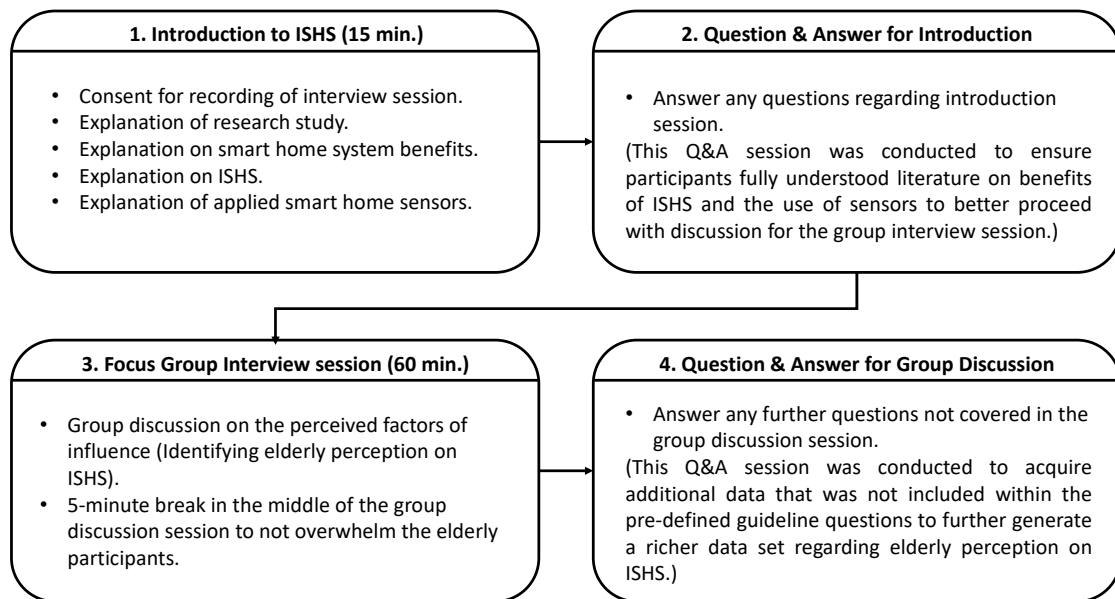 1. Introduction to ISHS (15 min.)
• Consent for recording of interview session.
• Explanation of research study.
• Explanation on smart home system benefits.
• Explanation on ISHS.
• Explanation of applied smart home sensors.
2. Question & Answer for Introduction
• Answer any questions regarding introduction
session.
(This Q&A session was conducted to ensure
participants fully understood literature on benefits
of ISHS and the use of sensors to better proceed
with discussion for the group interview session.)
3. Focus Group Interview session (60 min.)
• Group discussion on the perceived factors of
influence (Identifying elderly perception on
ISHS).
• 5-minute break in the middle of the group
discussion session to not overwhelm the elderly
participants.
4. Question & Answer for Group Discussion
• Answer any further questions not covered in the
group discussion session.
(This Q&A session was conducted to acquire
additional data that was not included within the
pre-defined guideline questions to further generate
a richer data set regarding elderly perception on
ISHS.)